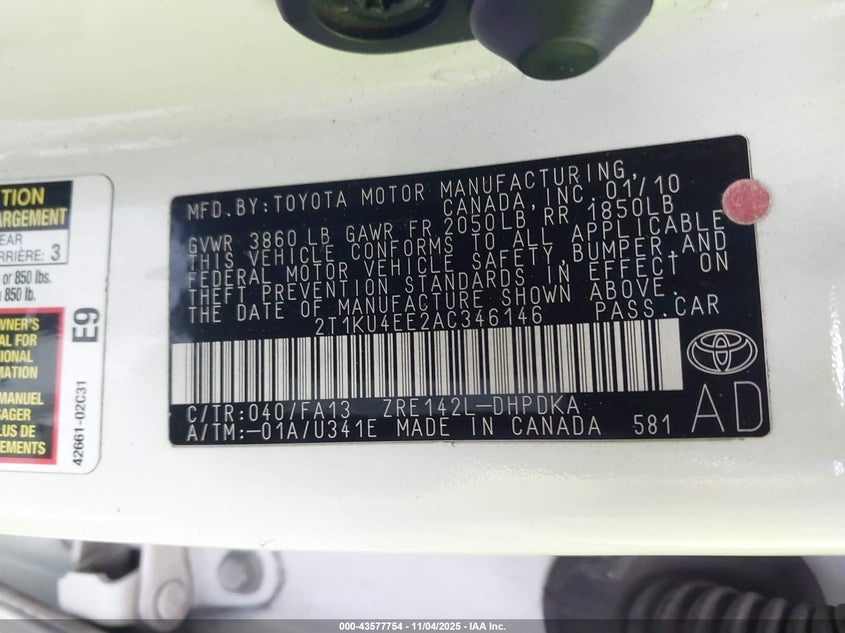 TION
ARGEMENT
EAR
ARRIÈRE: 3
or 850 lbs.
850 lb.
OWNER'S
AL FOR
TIONAL
RMATION
MANUEL
SAGER
LUS DE
EMENTS
E9
42661-02C31
MFD. BY: TOYOTA MOTOR MANUFACTURING,
CANADA, INC. 01/10
GVWR 3860 LB GAWR FR 2050LB RR 1850LB
THIS VEHICLE CONFORMS TO ALL APPLICABLE
FEDERAL MOTOR VEHICLE SAFETY, BUMPER, AND
THEFT PREVENTION STANDARDS IN EFFECT ON
THE DATE OF MANUFACTURE SHOWN ABOVE.
2T1KU4EE2AC346146 PASS. CAR
C/TR: 040/FA13 ZRE142L-DHPDKA
A/TM:-01A/U341E MADE IN CANADA 581
AD
000-43577754 - 11/04/2025 - IAA Inc.